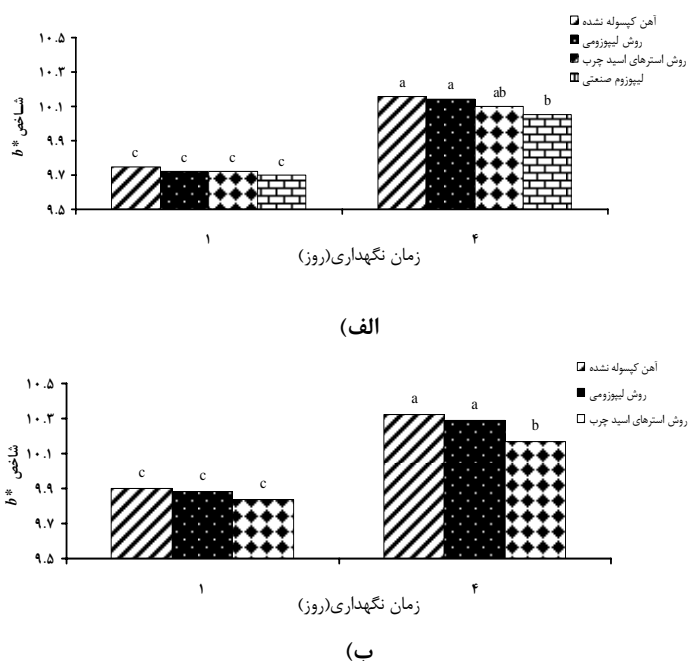 آهن کپسوله نشده
روش لیپوزومی
روش استرهای اسید چرب
لیپوزوم صنعتی
۱۰.۵
۱۰.۳
۱۰.۱
۹.۹
۹.۷
۹.۵
شاخص b*
c c c c
a a ab b
۱ ۴
زمان نگهداری(روز)
الف)
آهن کپسوله نشده
روش لیپوزومی
روش استرهای اسید چرب
۱۰.۵
۱۰.۳
۱۰.۱
۹.۹
۹.۷
۹.۵
شاخص b*
c c c
a a b
۱ ۴
زمان نگهداری(روز)
ب)